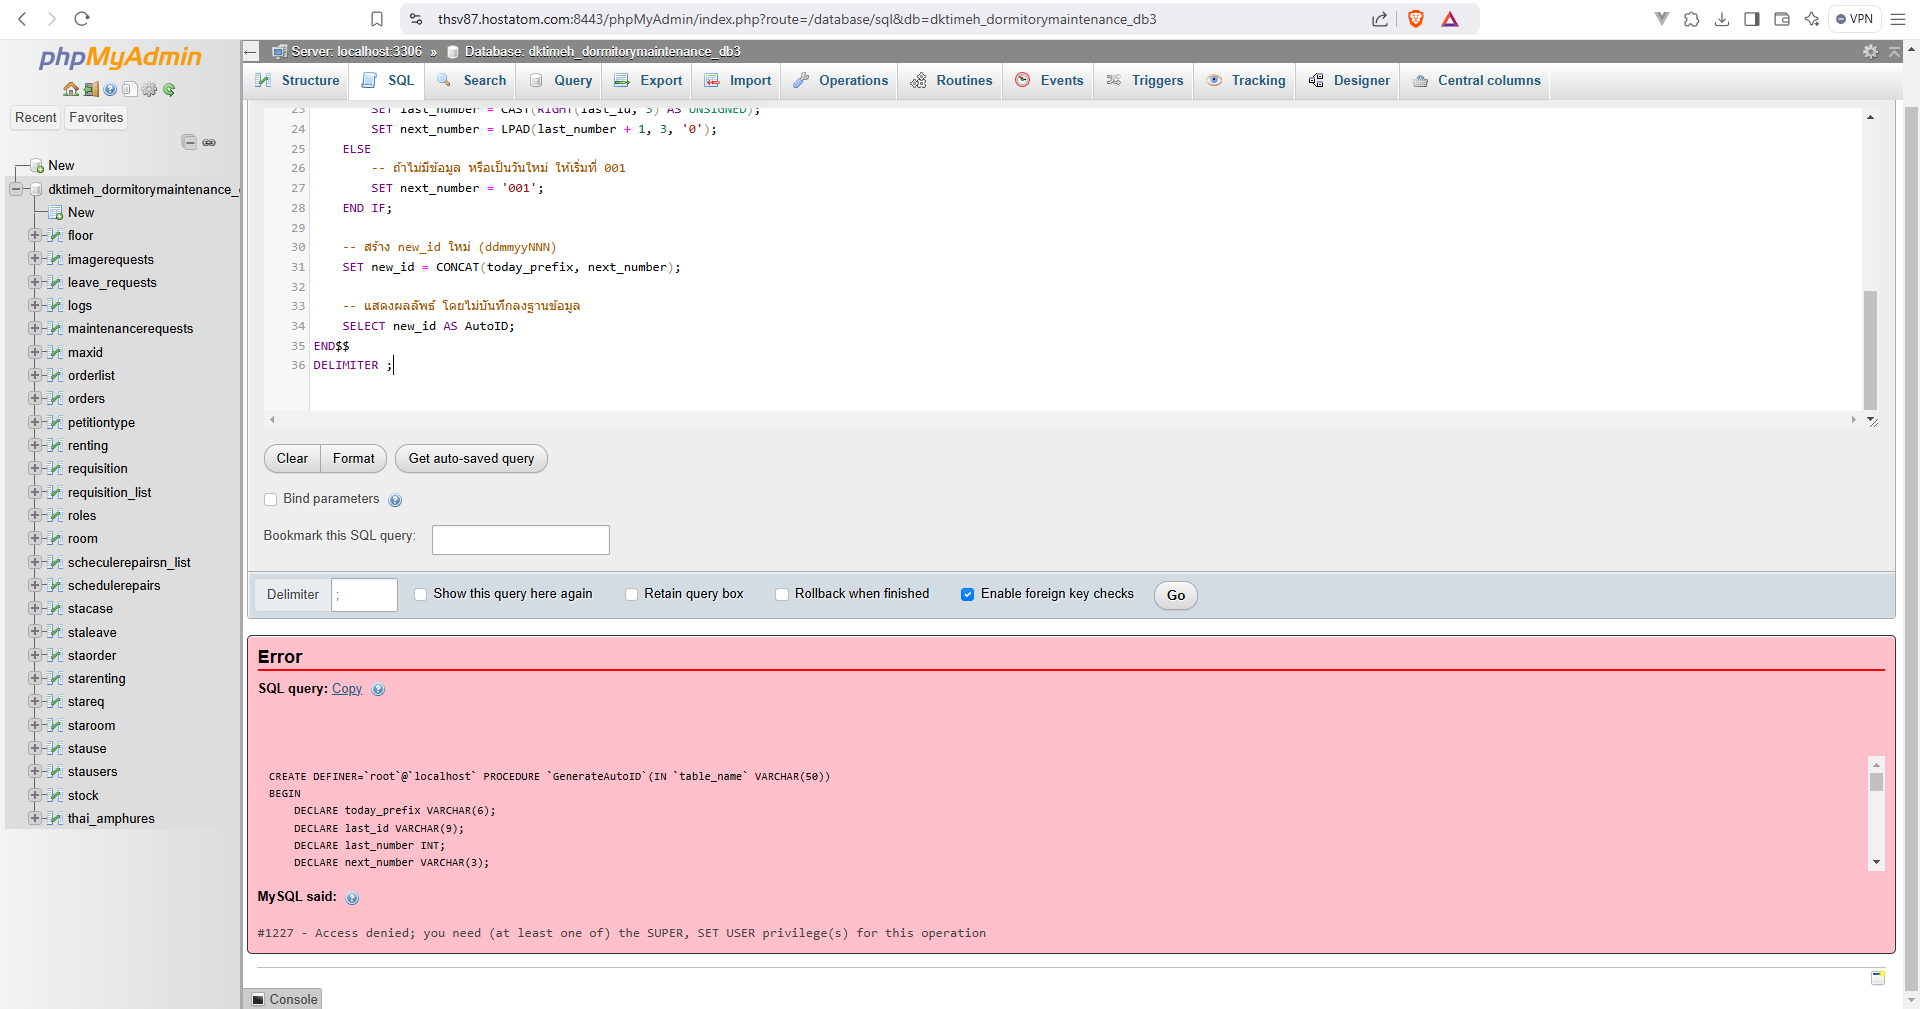 thsv87.hostatom.com:8443/phpMyAdmin/index.php?route=/database/sql&db=dktimeh_dormitorymaintenance_db3
VPN
phpMyAdmin
Recent
Favorites
New
dktimeh_dormitorymaintenance_
New
floor
imagerequests
leave_requests
logs
maintenancerequests
maxid
orderlist
orders
petitiontype
renting
requisition
requisition_list
roles
room
scheculerepairsn_list
schedulerepairs
stacase
staleave
staorder
starenting
stareq
staroom
stause
stausers
stock
thai_amphures
Server: localhost:3306 » Database: dktimeh_dormitorymaintenance_db3
Structure SQL Search Query Export Import Operations Routines Events Triggers Tracking Designer Central columns
23 SET last_number = CAST(RIGHT(last_id, 3) AS UNSIGNED);
24 SET next_number = LPAD(last_number + 1, 3, '0');
25 ELSE
26 -- ถ้าไม่มีข้อมูล หรือเป็นวันใหม่ ให้เริ่มที่ 001
27 SET next_number = '001';
28 END IF;
29
30 -- สร้าง new_id ใหม่ (ddmmyyNNN)
31 SET new_id = CONCAT(today_prefix, next_number);
32
33 -- แสดงผลลัพธ์ โดยไม่บันทึกลงฐานข้อมูล
34 SELECT new_id AS AutoID;
35 END$$
36 DELIMITER ;
Clear Format Get auto-saved query
Bind parameters
Bookmark this SQL query:
Delimiter ; Show this query here again Retain query box Rollback when finished Enable foreign key checks Go
Error
SQL query: Copy
CREATE DEFINER=`root`@`localhost` PROCEDURE `GenerateAutoID`(IN `table_name` VARCHAR(50))
BEGIN
DECLARE today_prefix VARCHAR(6);
DECLARE last_id VARCHAR(9);
DECLARE last_number INT;
DECLARE next_number VARCHAR(3);
MySQL said:
#1227 - Access denied; you need (at least one of) the SUPER, SET USER privilege(s) for this operation
Console